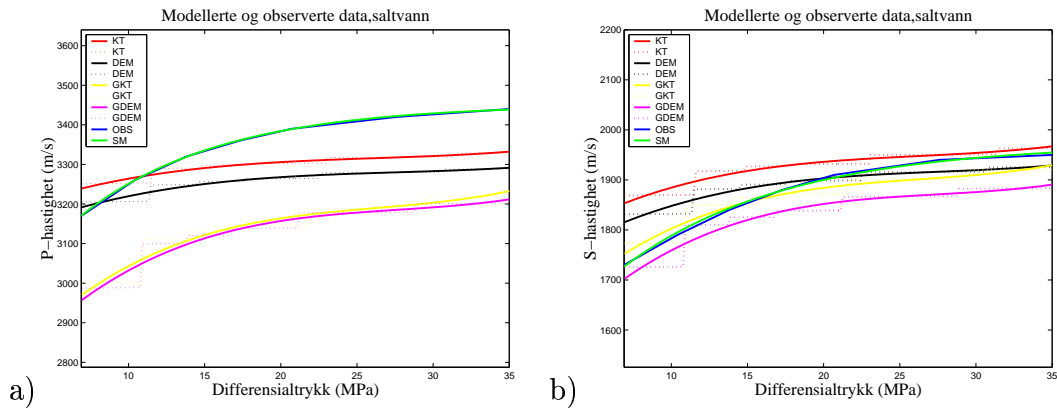 Modellerte og observerte data,saltvann
3600
3500
3400
3300
3200
3100
3000
2900
2800
P−hastighet (m/s)
KT
KT
DEM
DEM
GKT
GKT
GDEM
GDEM
OBS
SM
10
15
20
25
30
35
Differensialtrykk (MPa)
a)
Modellerte og observerte data,saltvann
2200
2100
2000
1900
1800
1700
1600
S−hastighet (m/s)
KT
KT
DEM
DEM
GKT
GKT
GDEM
GDEM
OBS
SM
10
15
20
25
30
35
Differensialtrykk (MPa)
b)